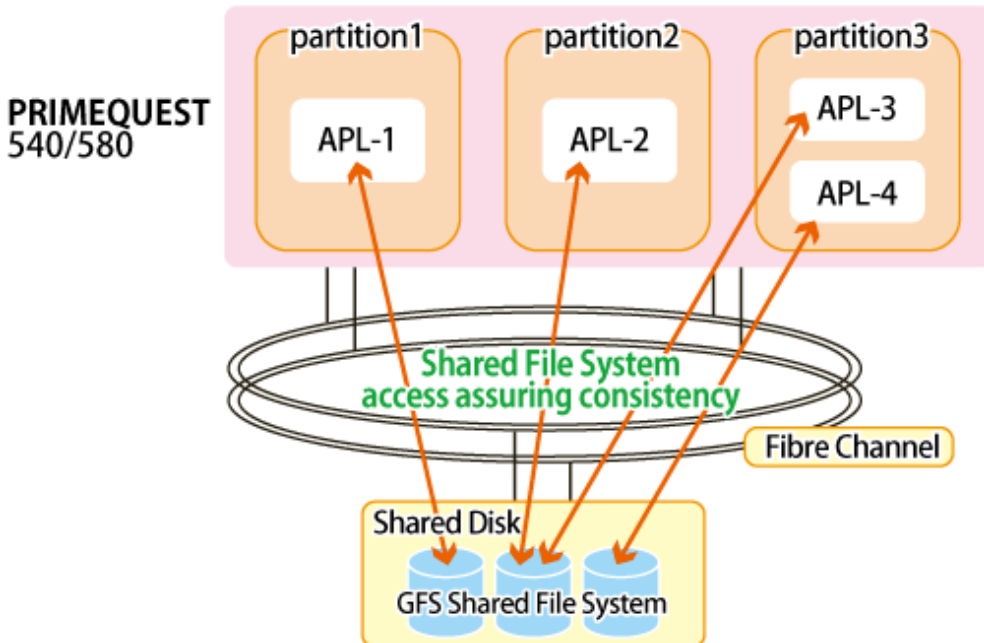 partition1
partition2
partition3
PRIMEQUEST
540/580
APL-1
APL-2
APL-3
APL-4
Shared File System
access assuring consistency
Fibre Channel
Shared Disk
GFS Shared File System